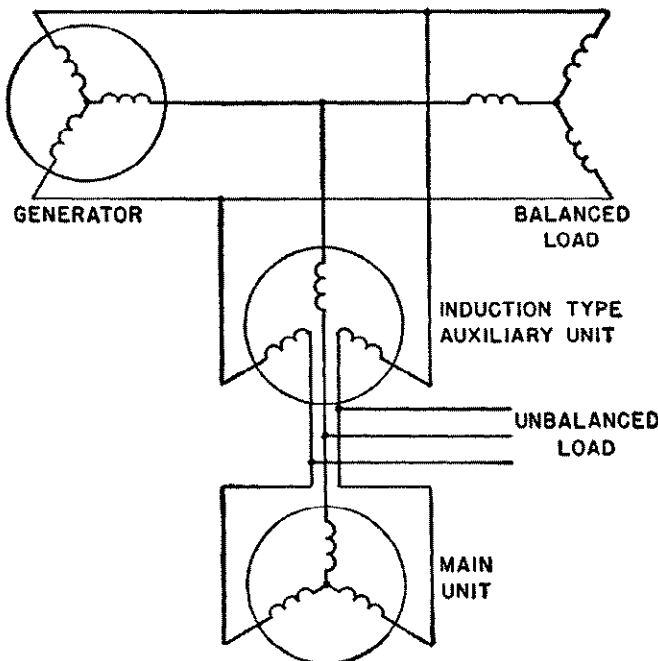 GENERATOR
BALANCED
LOAD
INDUCTION TYPE
AUXILIARY UNIT
UNBALANCED
LOAD
MAIN
UNIT